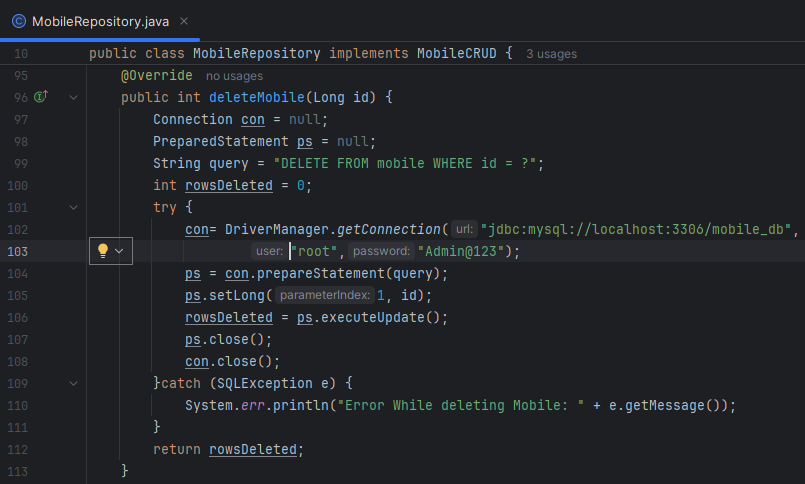 MobileRepository.java
10 public class MobileRepository implements MobileCRUD { 3 usages
95 @Override no usages
96 public int deleteMobile(Long id) {
97 Connection con = null;
98 PreparedStatement ps = null;
99 String query = "DELETE FROM mobile WHERE id = ?";
100 int rowsDeleted = 0;
101 try {
102 con= DriverManager.getConnection( url: "jdbc:mysql://localhost:3306/mobile_db",
103 user: "root", password: "Admin@123");
104 ps = con.prepareStatement(query);
105 ps.setLong( parameterIndex: 1, id);
106 rowsDeleted = ps.executeUpdate();
107 ps.close();
108 con.close();
109 }catch (SQLException e) {
110 System.err.println("Error While deleting Mobile: " + e.getMessage());
111 }
112 return rowsDeleted;
113 }